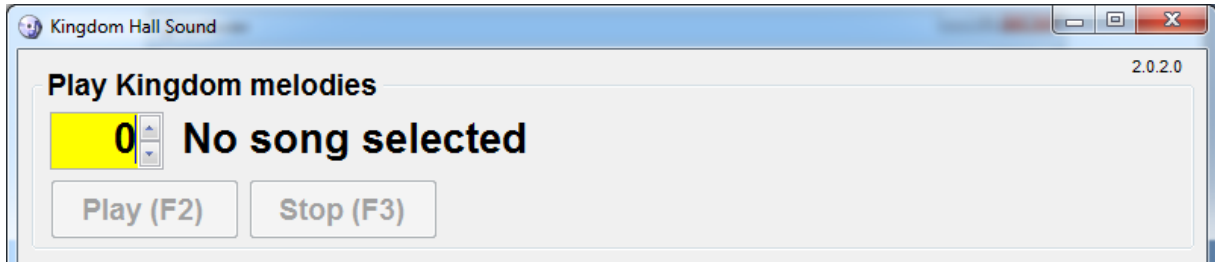 Kingdom Hall Sound
2.0.2.0
Play Kingdom melodies
0 No song selected
Play (F2) Stop (F3)